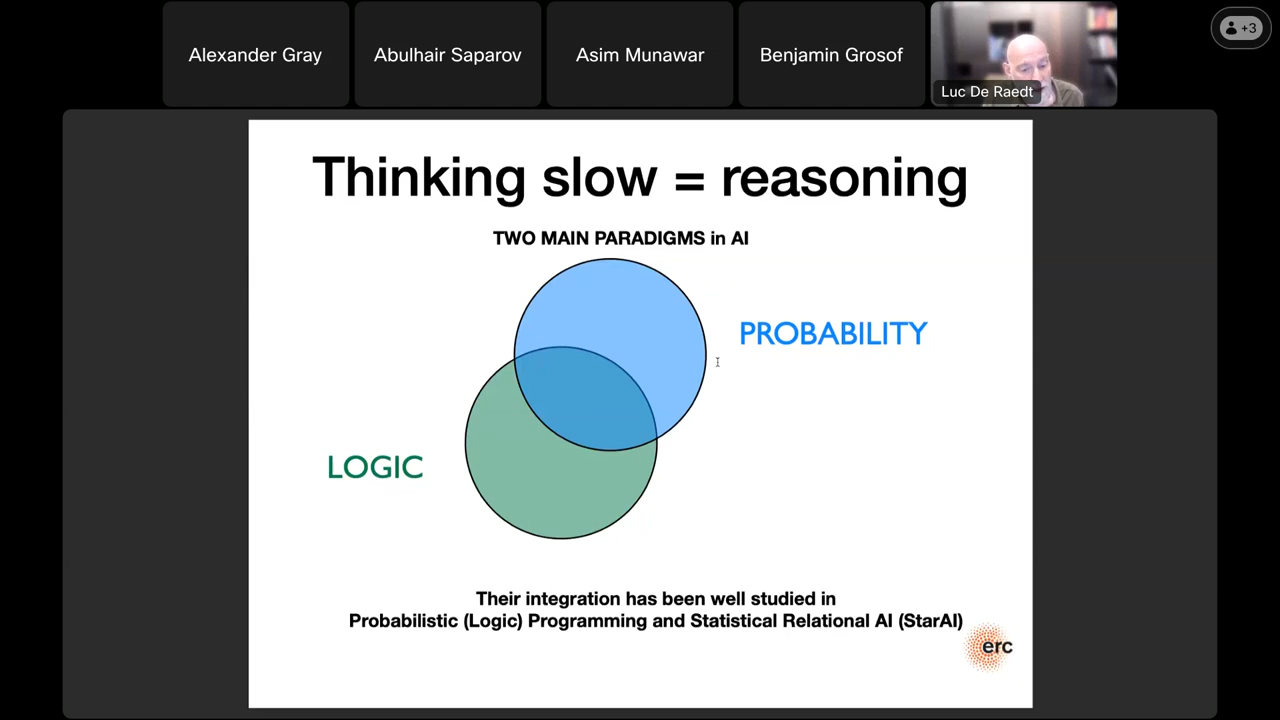 Alexander Gray
Abulhair Saparov
Asim Munawar
Benjamin Grosof
Luc De Raedt
+3
Thinking slow = reasoning
TWO MAIN PARADIGMS in AI
PROBABILITY
LOGIC
Their integration has been well studied in
Probabilistic (Logic) Programming and Statistical Relational AI (StarAI)
erc